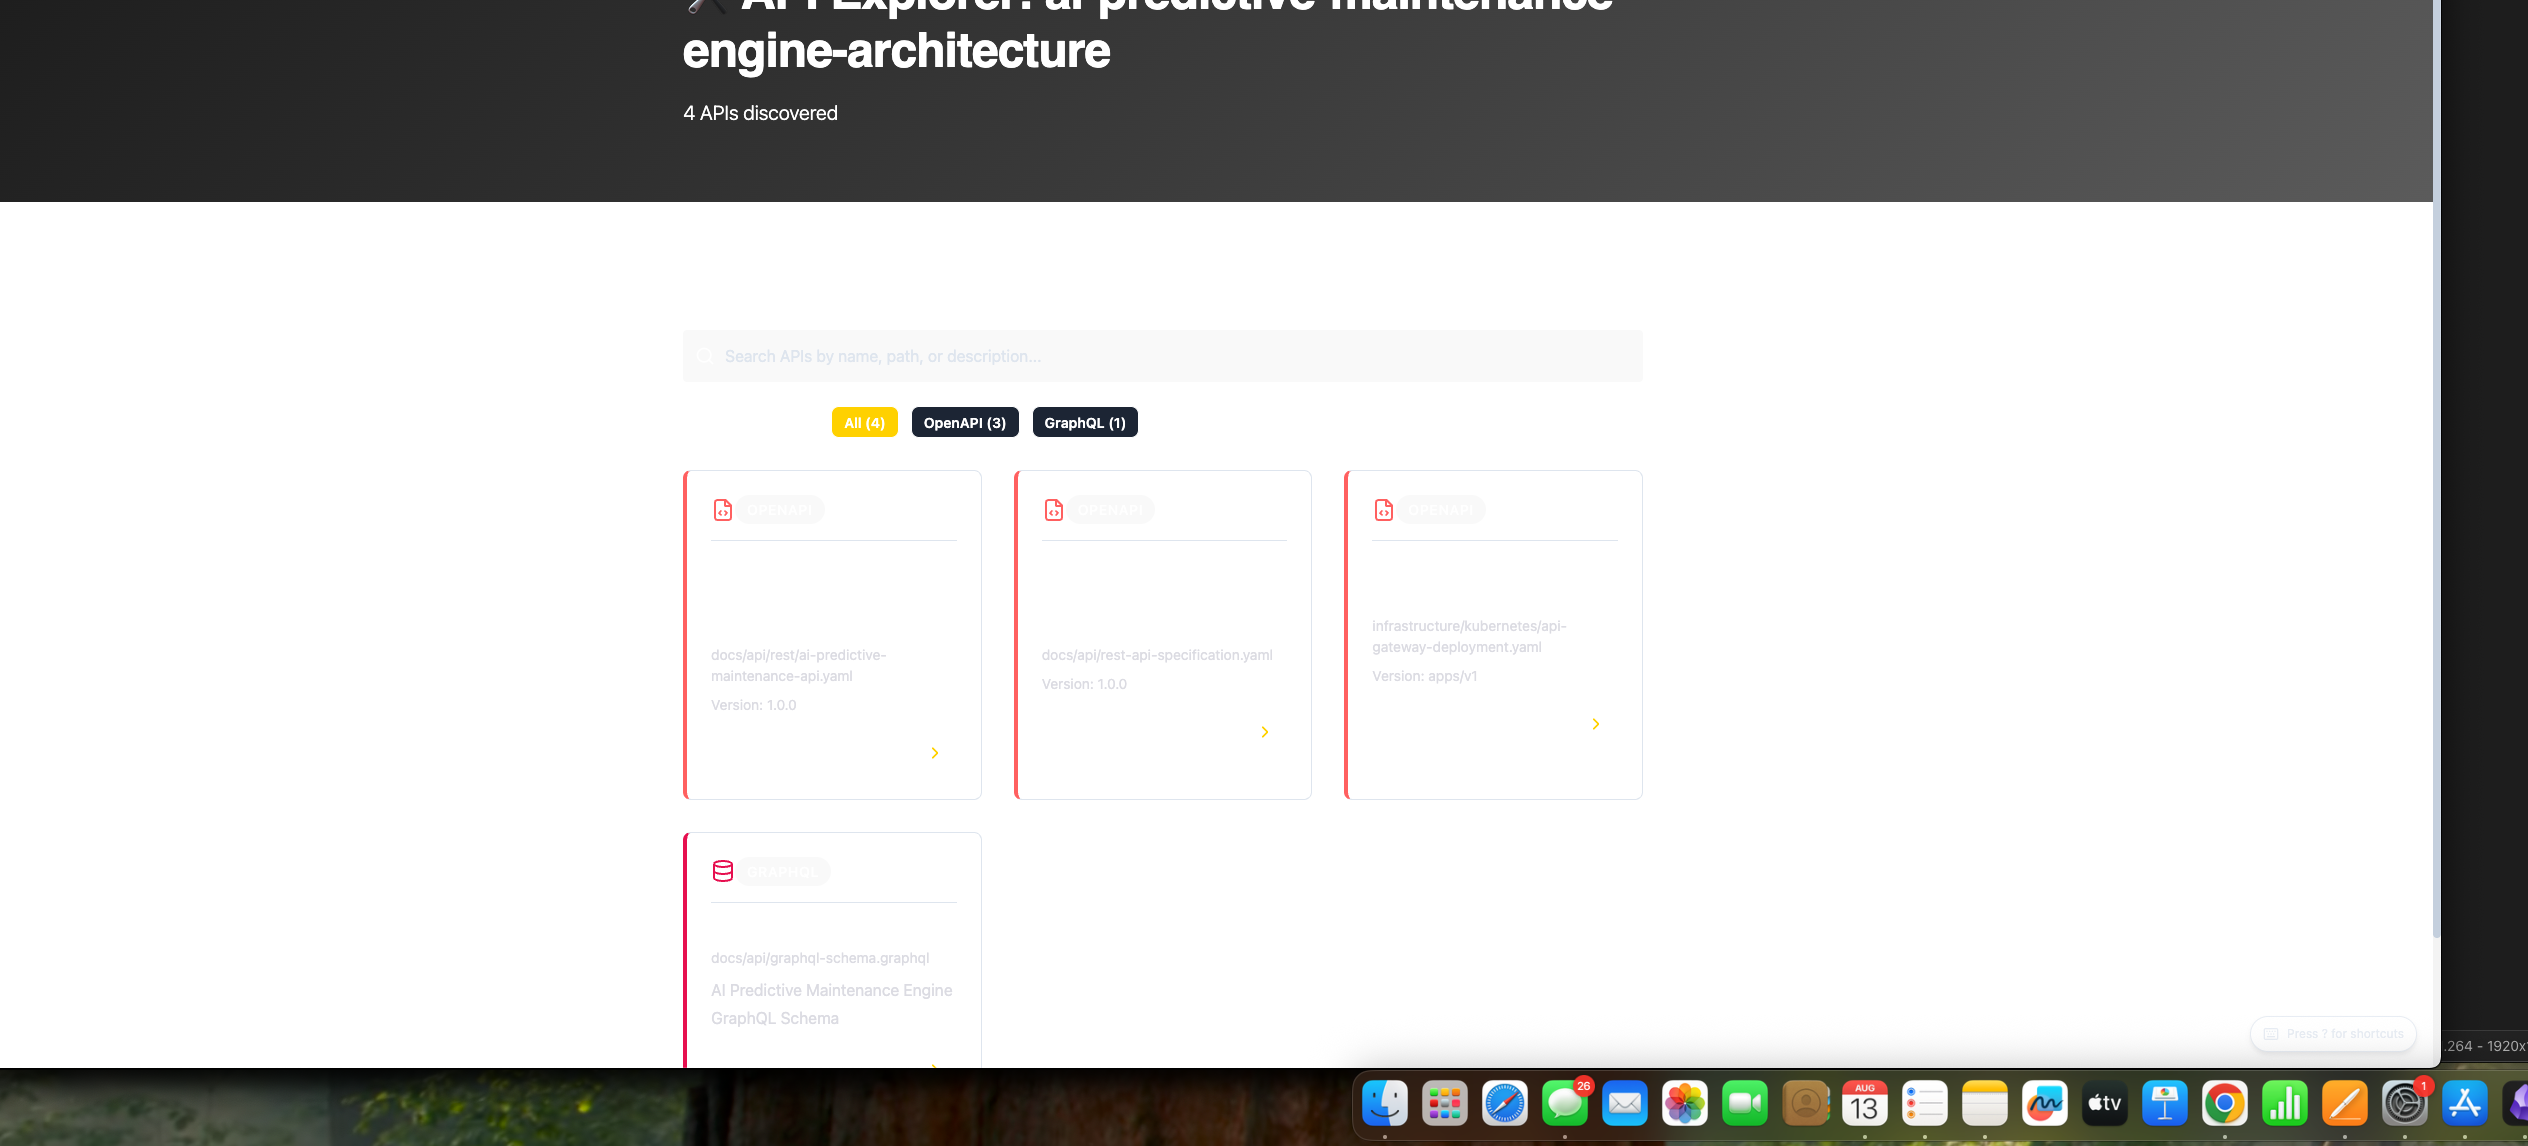 API Explorer: ai-predictive-maintenance
engine-architecture
4 APIs discovered
Search APIs by name, path, or description...
All (4)
OpenAPI (3)
GraphQL (1)
OPENAPI
OPENAPI
OPENAPI
docs/api/rest/ai-predictive-
maintenance-api.yaml
Version: 1.0.0
docs/api/rest-api-specification.yaml
Version: 1.0.0
infrastructure/kubernetes/api-
gateway-deployment.yaml
Version: apps/v1
GRAPHQL
docs/api/graphql-schema.graphql
AI Predictive Maintenance Engine
GraphQL Schema
Press ? for shortcuts
.264 - 1920x
26
AUG
13
tv
1